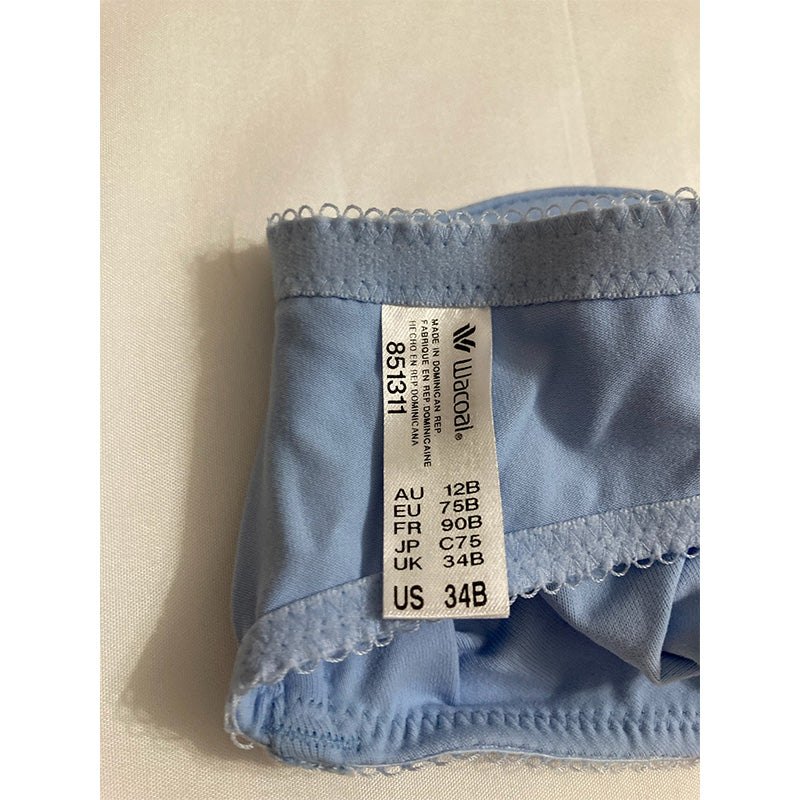 Wacoal®
MADE IN DOMINICAN REP
FABRIQUE EN REP DOMINICAINE
HECHO EN REP DOMINICANA
851311
AU 12B
EU 75B
FR 90B
JP C75
UK 34B
US 34B